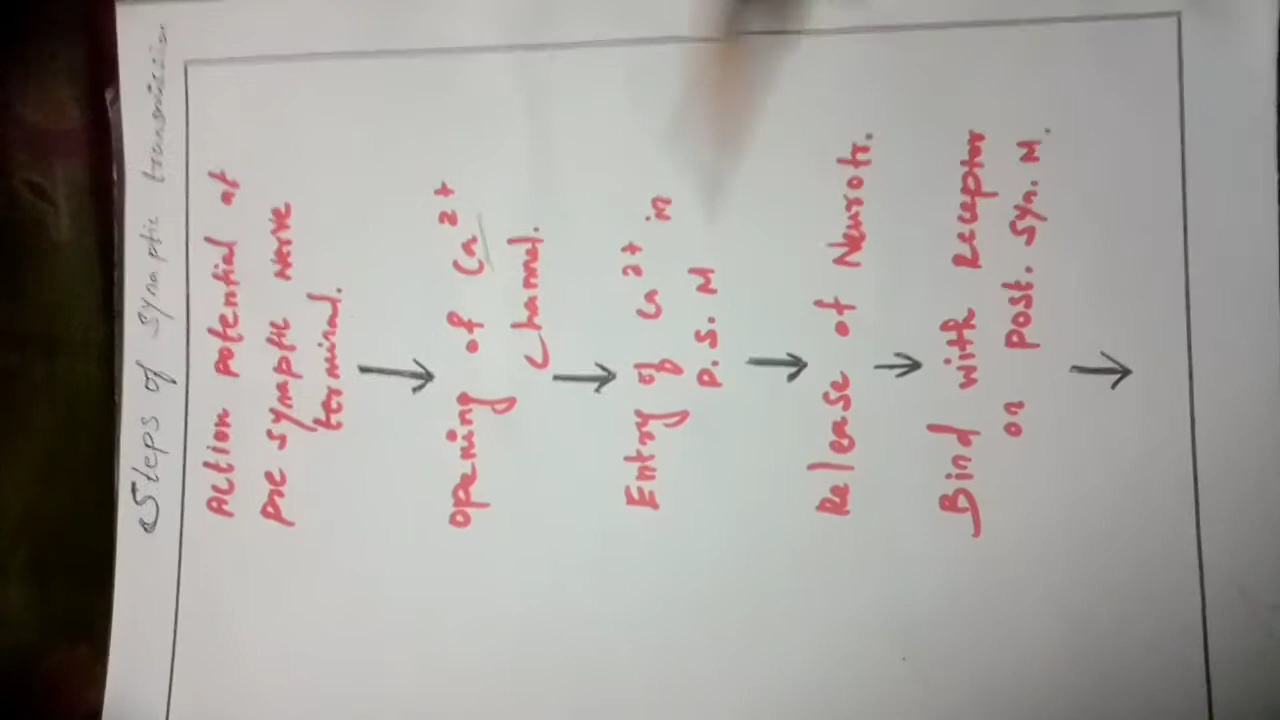 Steps of Synaptic transmission
Action potential at
pre synaptic nerve
terminal.
↓
opening of Ca2+
channel.
↓
Entry of Ca2+ in
P.S.M
↓
Release of Neurotr.
↓
Bind with receptor
on post. syn. M.
↓